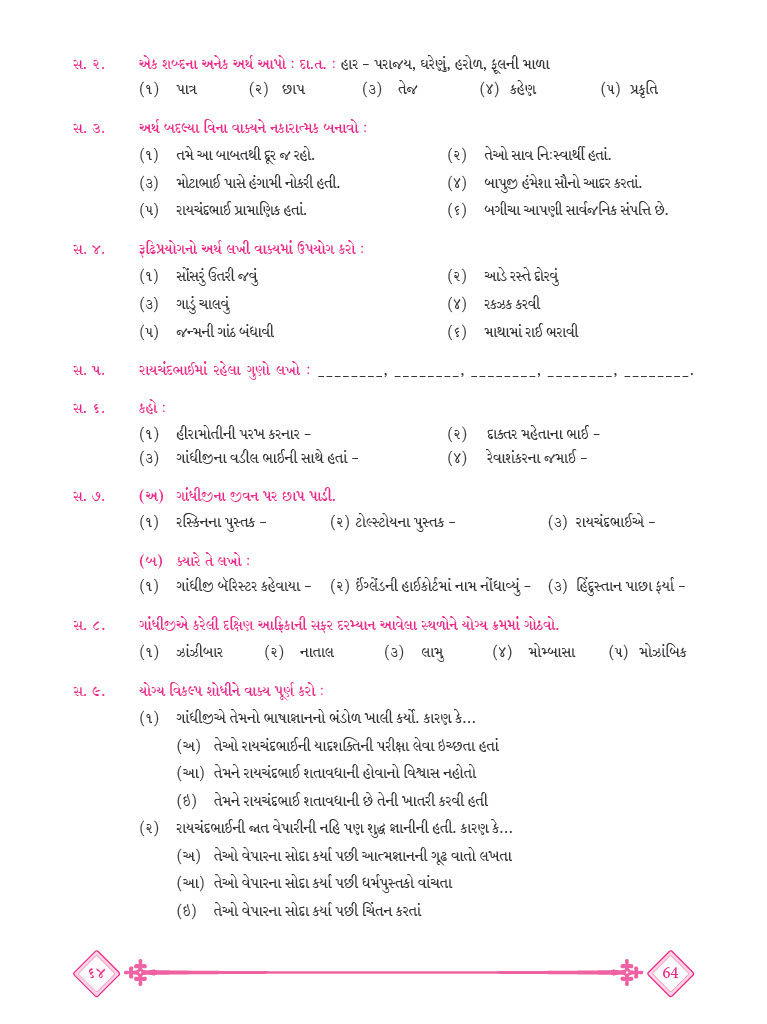 સ. ૨. એક શબ્દના અનેક અર્થ આપો : દા.ત. : હાર – પરાજય, ઘરેણું, હરોળ, ફૂલની માળા
(૧) પાત્ર (૨) છાપ (૩) તેજ (૪) કહેણ (૫) પ્રકૃતિ
સ. ૩. અર્થ બદલ્યા વિના વાક્યને નકારાત્મક બનાવો :
(૧) તમે આ બાબતથી દૂર જ રહો. (૨) તેઓ સાવ નિઃસ્વાર્થી હતાં.
(૩) મોટાભાઈ પાસે હંગામી નોકરી હતી. (૪) બાપુજી હંમેશા સૌનો આદર કરતાં.
(૫) રાયચંદભાઈ પ્રામાણિક હતાં. (૬) બગીચા આપણી સાર્વજનિક સંપત્તિ છે.
સ. ૪. રૂઢિપ્રયોગનો અર્થ લખી વાક્યમાં ઉપયોગ કરો :
(૧) સોંસરું ઉતરી જવું (૨) આડે રસ્તે દોરવું
(૩) ગાડું ચાલવું (૪) રકઝક કરવી
(૫) જન્મની ગાંઠ બંધાવી (૬) માથામાં રાઈ ભરાવી
સ. ૫. રાયચંદભાઈમાં રહેલા ગુણો લખો : ________, ________, ________, ________, ________.
સ. ૬. કહો :
(૧) હીરામોતીની પરખ કરનાર – (૨) દાક્તર મહેતાના ભાઈ –
(૩) ગાંધીજીના વડીલ ભાઈની સાથે હતાં – (૪) રેવાશંકરના જમાઈ –
સ. ૭. (અ) ગાંધીજીના જીવન પર છાપ પાડી.
(૧) રસ્કિનના પુસ્તક – (૨) ટોલ્સ્ટોયના પુસ્તક – (૩) રાયચંદભાઈએ –
(બ) ક્યારે તે લખો :
(૧) ગાંધીજી બૅરિસ્ટર કહેવાયા – (૨) ઈંગ્લેંડની હાઈકોર્ટમાં નામ નોંધાવ્યું – (૩) હિંદુસ્તાન પાછા ફર્યા –
સ. ૮. ગાંધીજીએ કરેલી દક્ષિણ આફ્રિકાની સફર દરમ્યાન આવેલા સ્થળોને યોગ્ય ક્રમમાં ગોઠવો.
(૧) ઝાંઝીબાર (૨) નાતાલ (૩) લામુ (૪) મોમ્બાસા (૫) મોઝાંબિક
સ. ૯. યોગ્ય વિકલ્પ શોધીને વાક્ય પૂર્ણ કરો :
(૧) ગાંધીજીએ તેમનો ભાષાજ્ઞાનનો ભંડોળ ખાલી કર્યો. કારણ કે...
(અ) તેઓ રાયચંદભાઈની યાદશક્તિની પરીક્ષા લેવા ઇચ્છતા હતાં
(આ) તેમને રાયચંદભાઈ શતાવધાની હોવાનો વિશ્વાસ નહોતો
(ઇ) તેમને રાયચંદભાઈ શતાવધાની છે તેની ખાતરી કરવી હતી
(૨) રાયચંદભાઈની જાત વેપારીની નહિ પણ શુદ્ધ જ્ઞાનીની હતી. કારણ કે...
(અ) તેઓ વેપારના સોદા કર્યા પછી આત્મજ્ઞાનની ગૂઢ વાતો લખતા
(આ) તેઓ વેપારના સોદા કર્યા પછી ધર્મપુસ્તકો વાંચતા
(ઇ) તેઓ વેપારના સોદા કર્યા પછી ચિંતન કરતાં
૬૪ 64